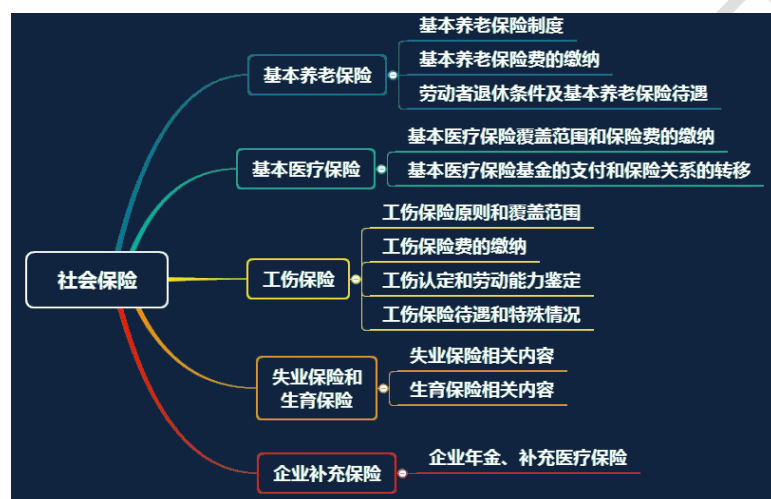 社会保险
基本养老保险
基本养老保险制度
基本养老保险费的缴纳
劳动者退休条件及基本养老保险待遇
基本医疗保险
基本医疗保险覆盖范围和保险费的缴纳
基本医疗保险基金的支付和保险关系的转移
工伤保险
工伤保险原则和覆盖范围
工伤保险费的缴纳
工伤认定和劳动能力鉴定
工伤保险待遇和特殊情况
失业保险和
生育保险
失业保险相关内容
生育保险相关内容
企业补充保险
企业年金、补充医疗保险